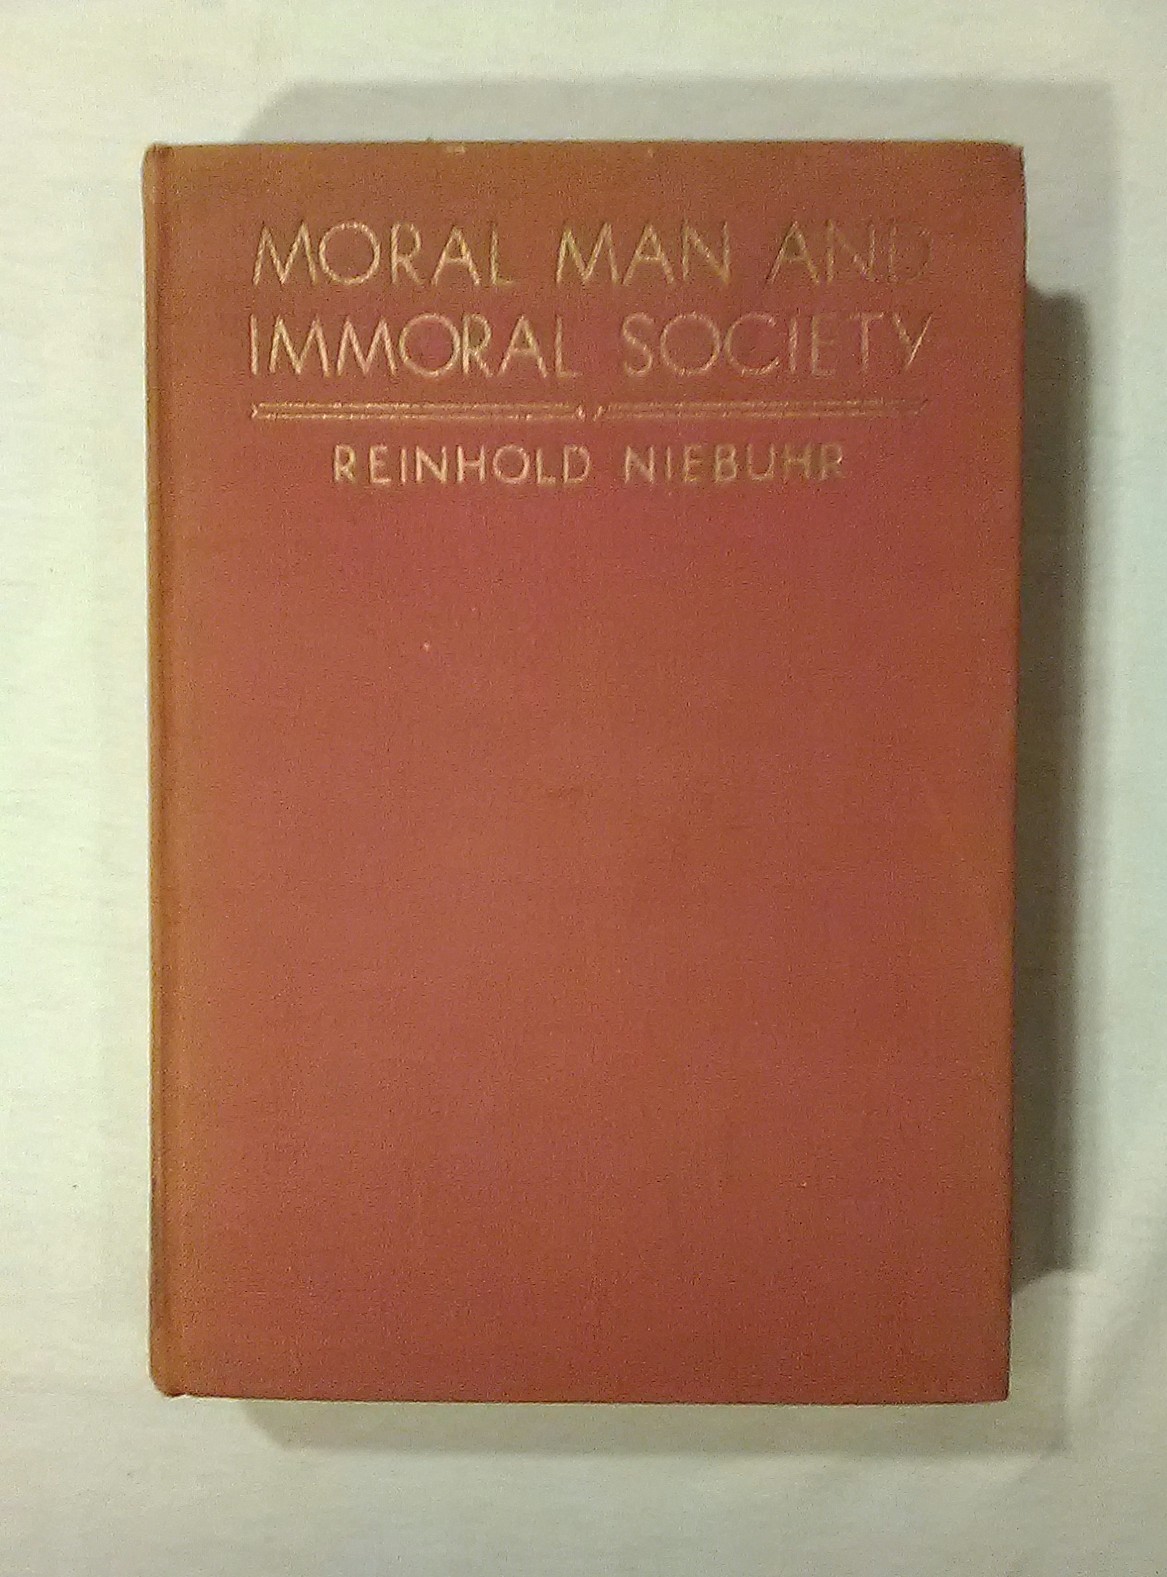 MORAL MAN AND
IMMORAL SOCIETY
REINHOLD NIEBUHR